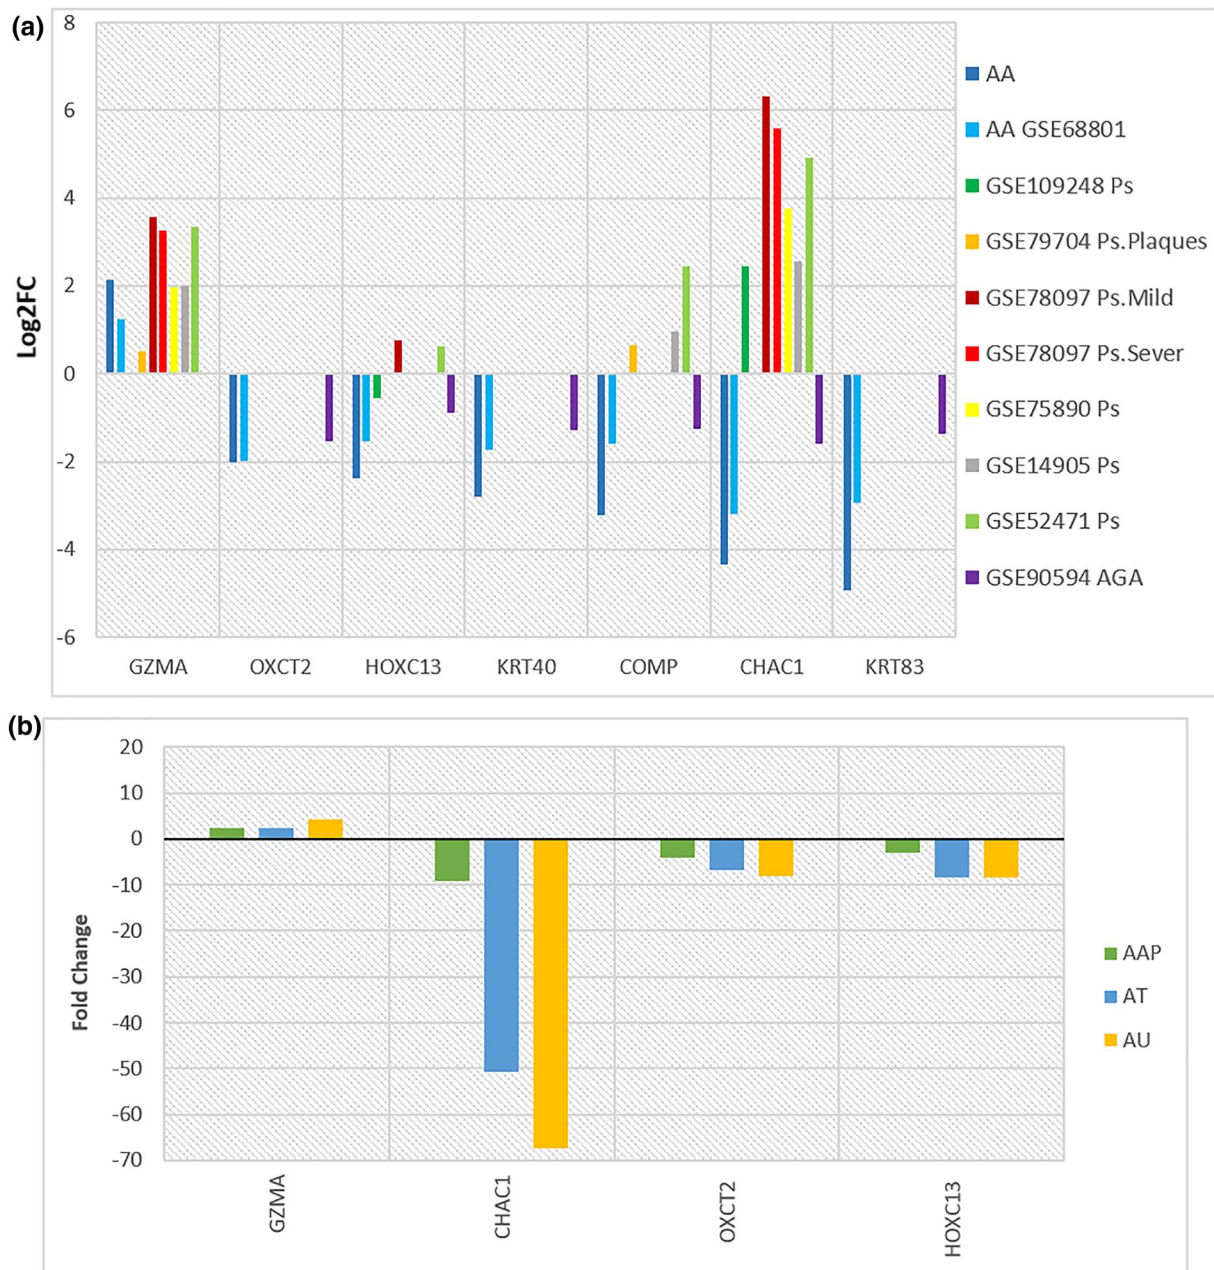 (a)
8
6
4
2
0
-2
-4
-6
Log2FC
GZMA OXCT2 HOXC13 KRT40 COMP CHAC1 KRT83
AA
AA GSE68801
GSE109248 Ps
GSE79704 Ps.Plaques
GSE78097 Ps.Mild
GSE78097 Ps.Sever
GSE75890 Ps
GSE14905 Ps
GSE52471 Ps
GSE90594 AGA
(b)
20
10
0
-10
-20
-30
-40
-50
-60
-70
Fold Change
GZMA
CHAC1
OXCT2
HOXC13
AAP
AT
AU